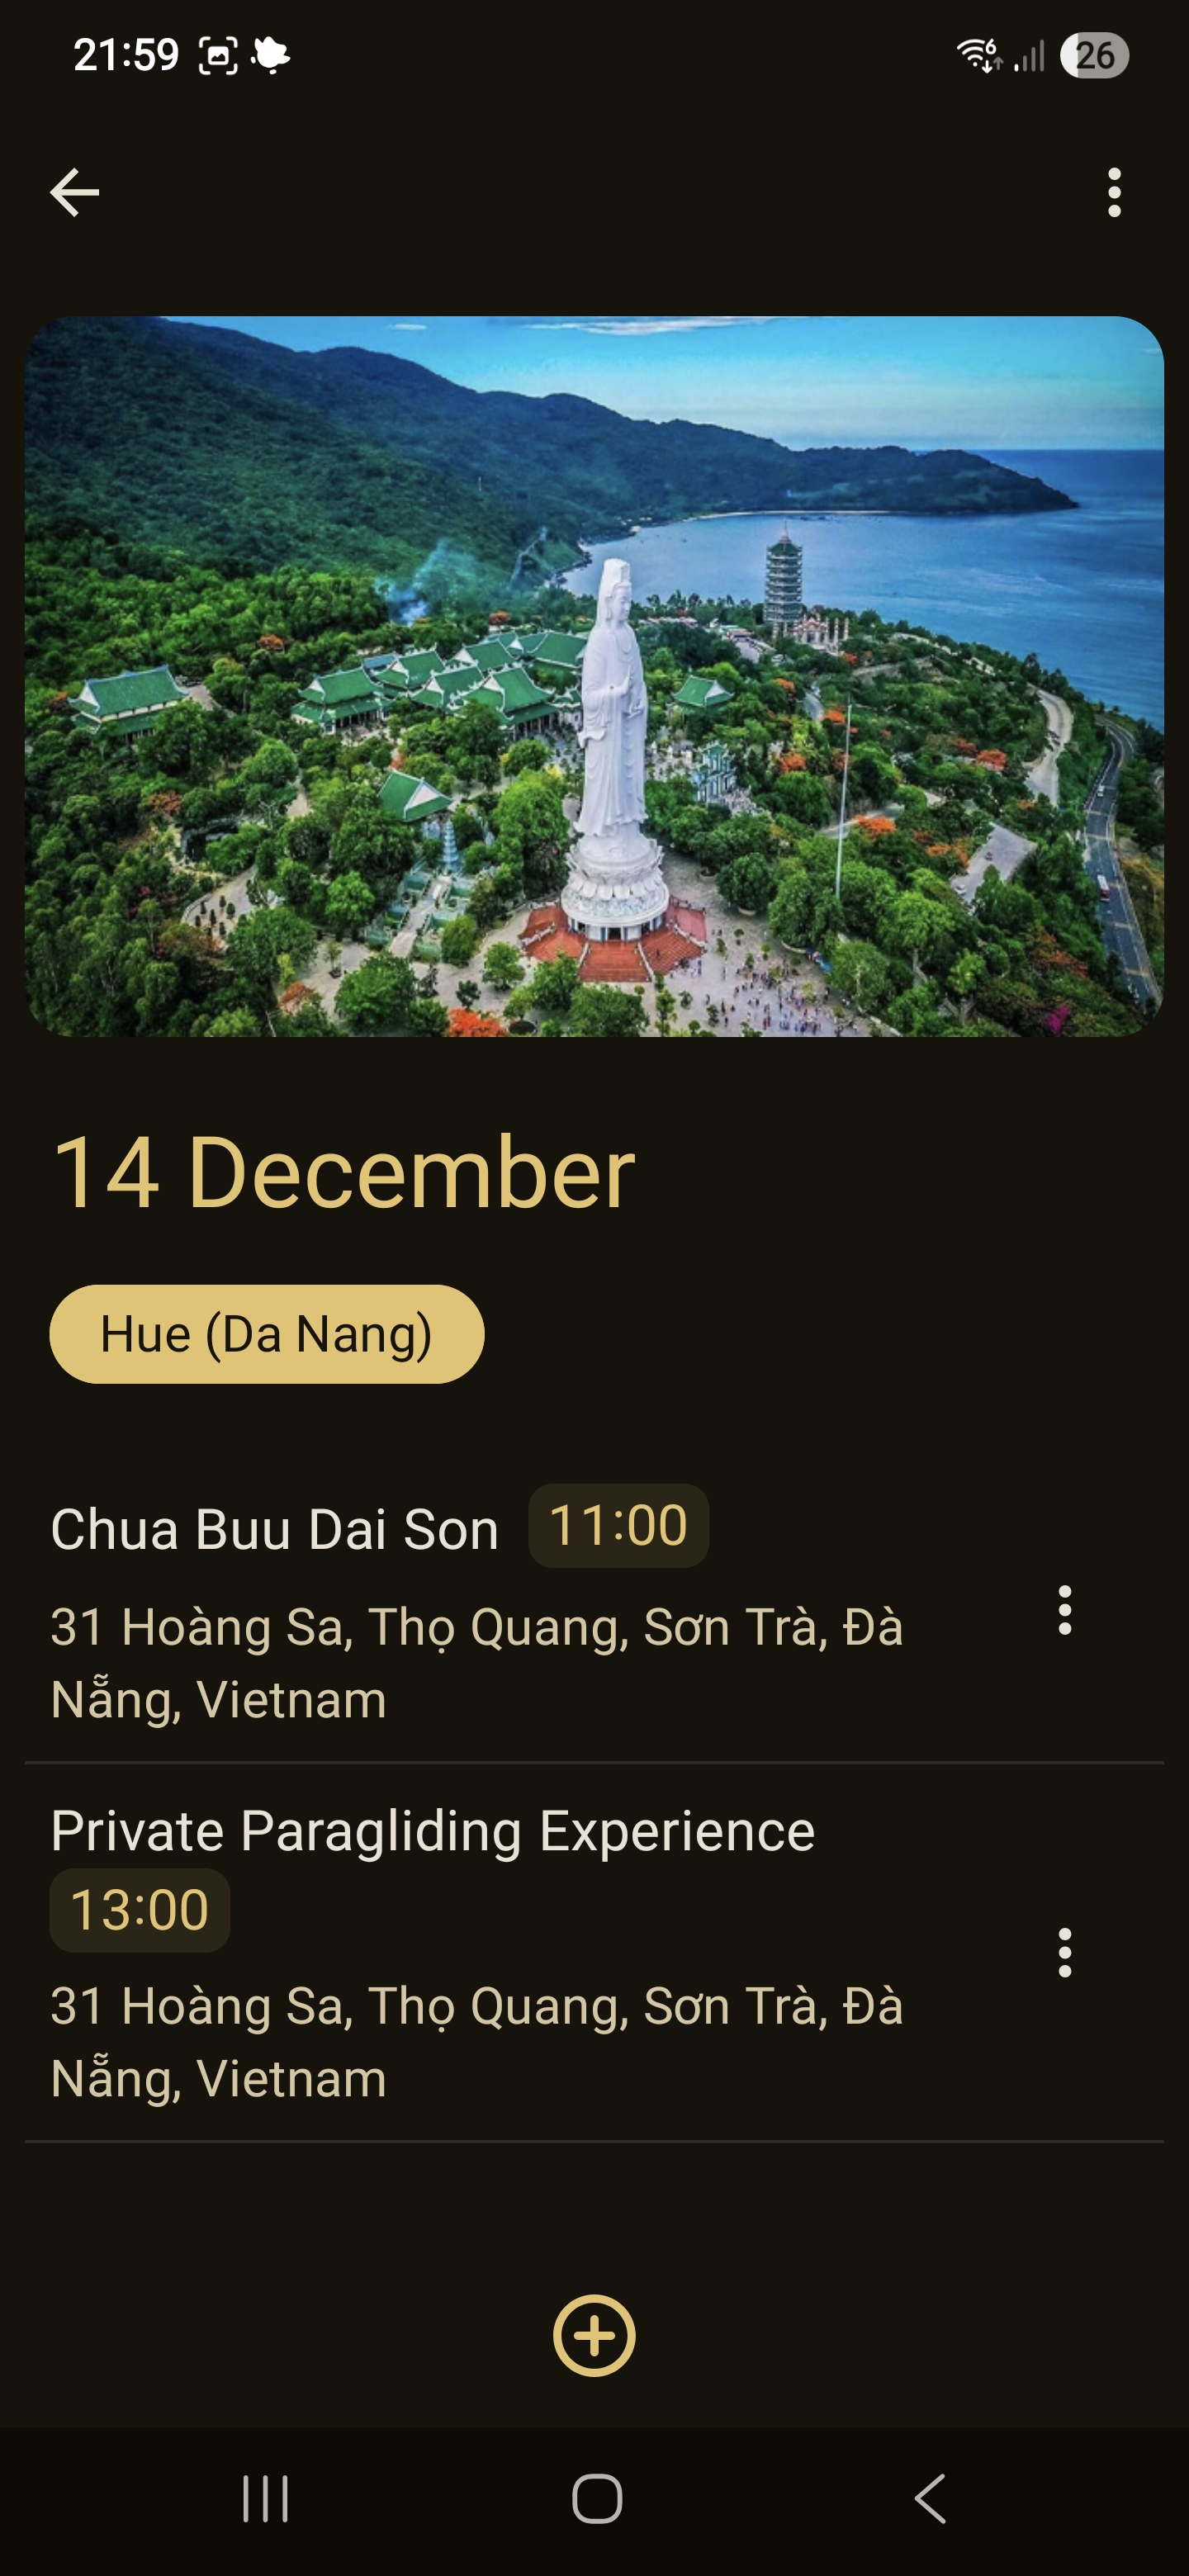 21:59
6
26
14 December
Hue (Da Nang)
Chua Buu Dai Son 11:00
31 Hoàng Sa, Thọ Quang, Sơn Trà, Đà
Nẵng, Vietnam
Private Paragliding Experience
13:00
31 Hoàng Sa, Thọ Quang, Sơn Trà, Đà
Nẵng, Vietnam